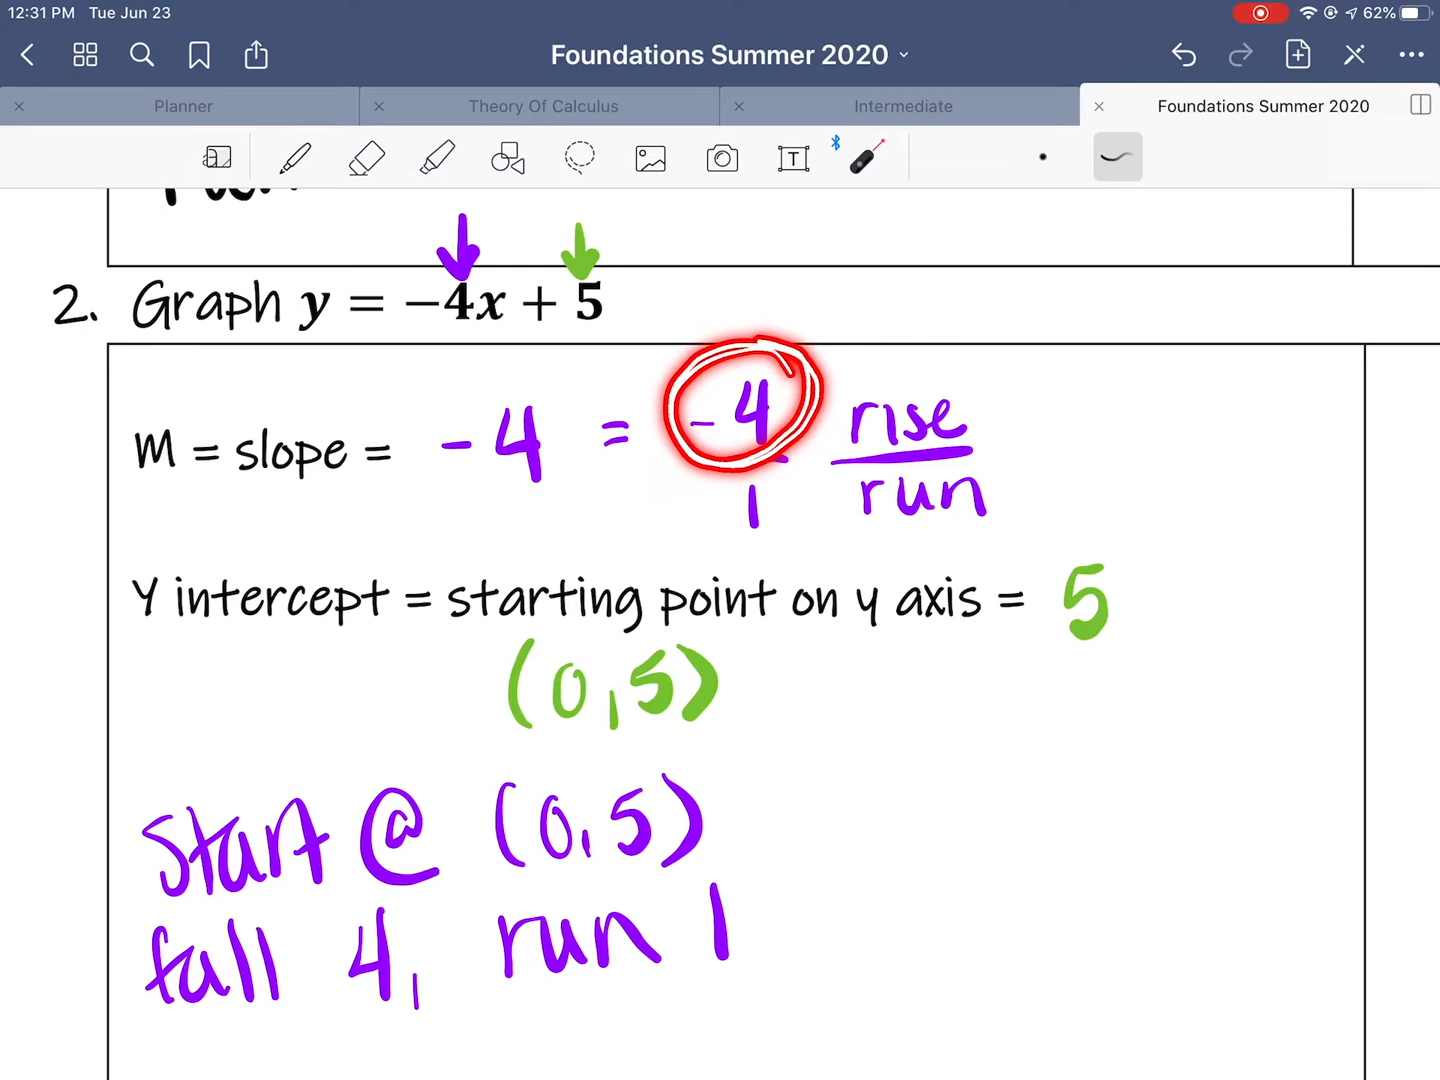 12:31 PM Tue Jun 23
62%
Foundations Summer 2020
Planner
Theory Of Calculus
Intermediate
Foundations Summer 2020
T
2. Graph y = −4x + 5
M = slope = -4 = -4/1 rise/run
Y intercept = starting point on y axis = 5
(0,5)
Start @ (0,5)
fall 4, run 1